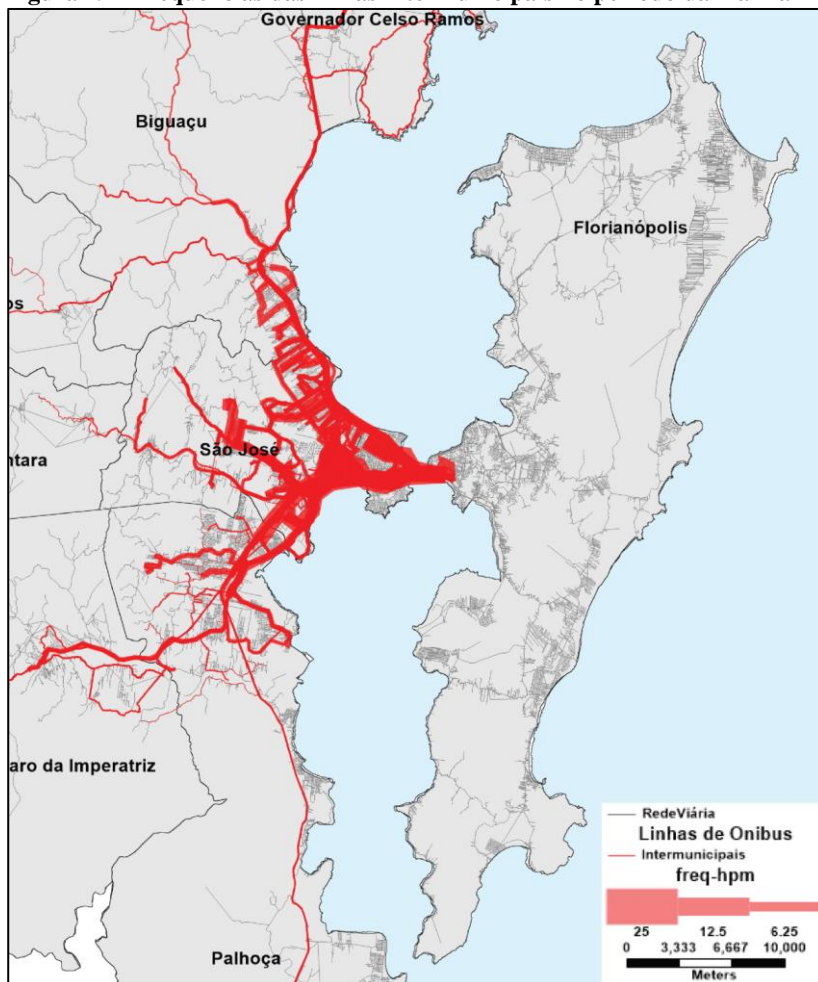 Governador Celso Ramos
Biguaçu
Florianópolis
os
São José
ntara
aro da Imperatriz
Palhoça
RedeViária
Linhas de Onibus
Intermunicipais
freq-hpm
25 12.5 6.25
0 3,333 6,667 10,000
Meters